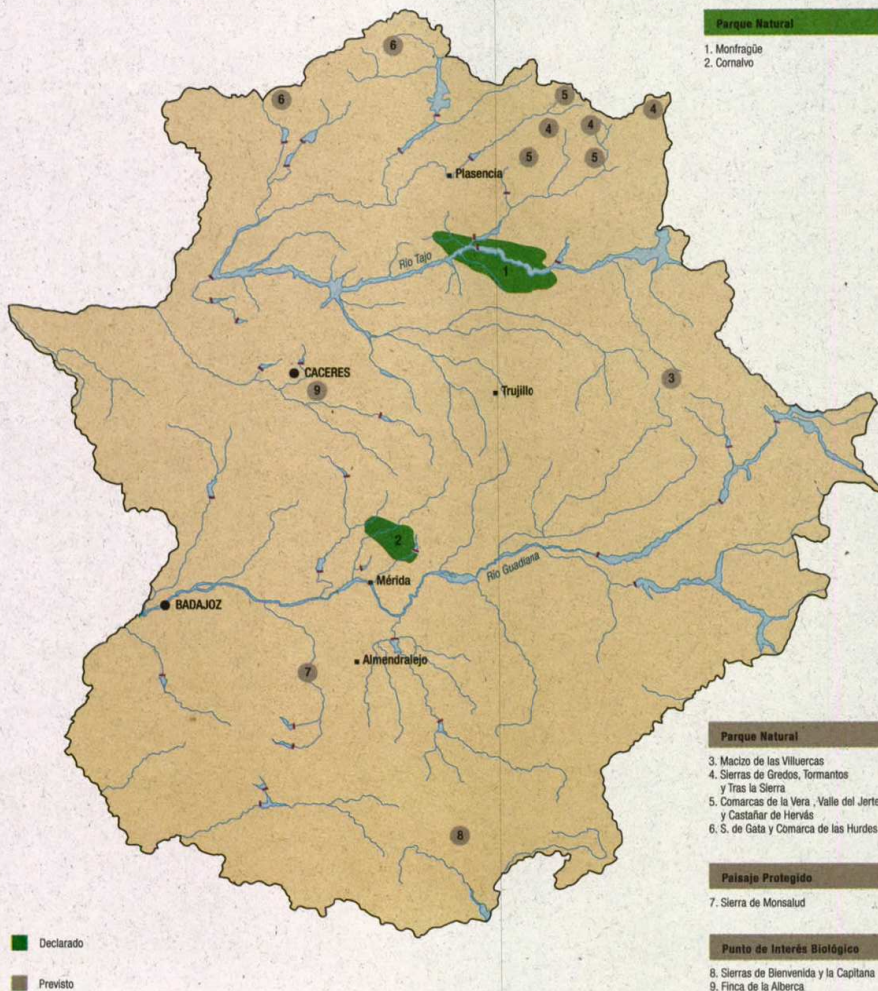 Parque Natural
1. Monfragüe
2. Cornalvo
6
6
5
4
4
4
5
5
Plasencia
Río Tajo
1
CACERES
9
Trujillo
3
2
Mérida
Río Guadiana
BADAJOZ
Almendralejo
7
8
Parque Natural
3. Macizo de las Villuercas
4. Sierras de Gredos, Tormantos
y Tras la Sierra
5. Comarcas de la Vera , Valle del Jerte
y Castañar de Hervás
6. S. de Gata y Comarca de las Hurdes
Paisaje Protegido
7. Sierra de Monsalud
Punto de Interés Biológico
8. Sierras de Bienvenida y la Capitana
9. Finca de la Alberca
Declarado
Previsto